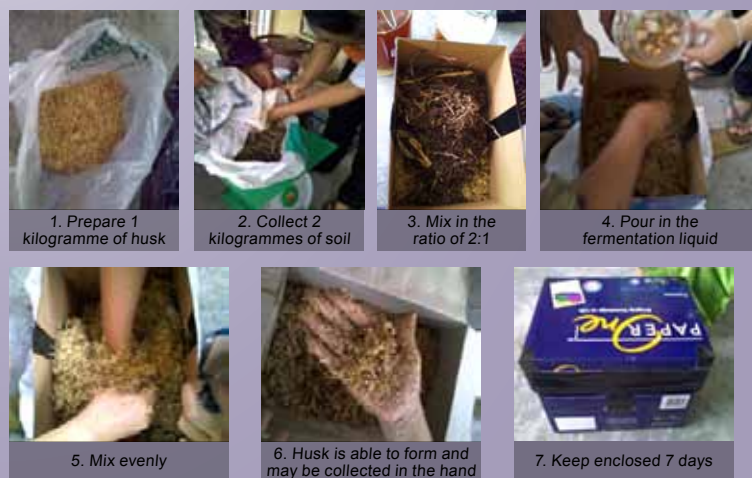 1. Prepare 1
kilogramme of husk
2. Collect 2
kilogrammes of soil
3. Mix in the
ratio of 2:1
4. Pour in the
fermentation liquid
5. Mix evenly
6. Husk is able to form and
may be collected in the hand
PAPER
One
7. Keep enclosed 7 days